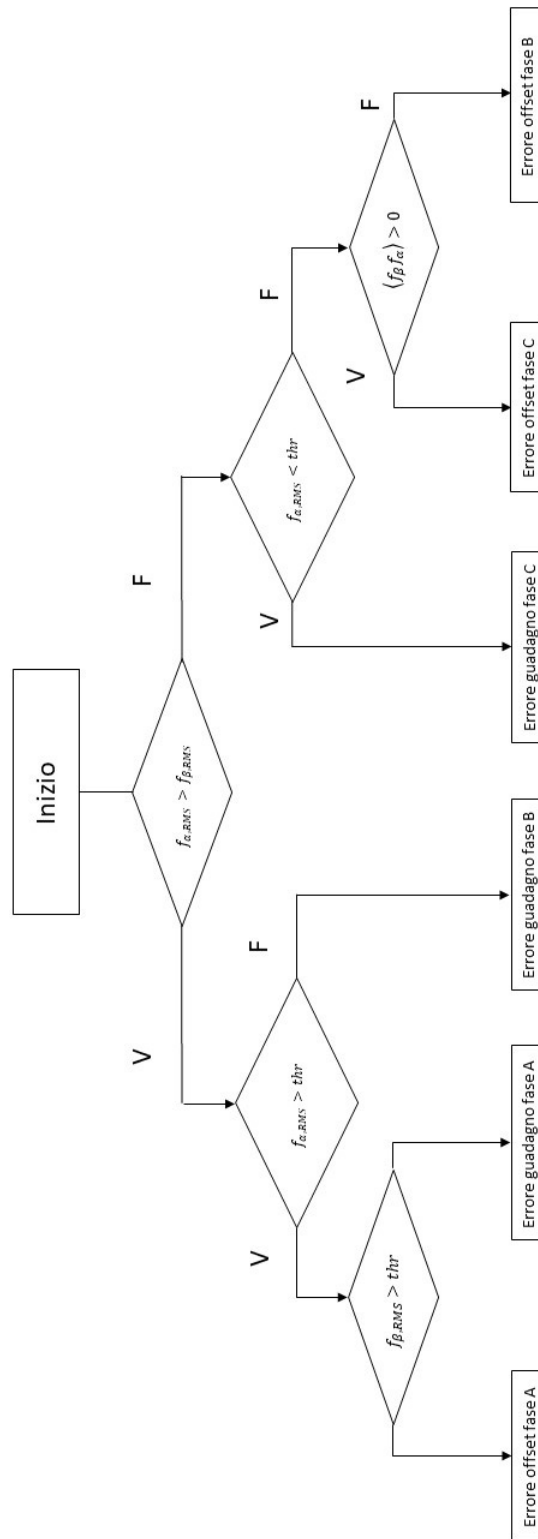 Inizio
f_{α,RMS} > f_{β,RMS}
V
F
f_{α,RMS} > thr
f_{α,RMS} < thr
V
F
V
F
f_{β,RMS} > thr
⟨f_β f_α⟩ > 0
V
F
Errore offset fase A
Errore guadagno fase A
Errore guadagno fase B
Errore guadagno fase C
Errore offset fase C
Errore offset fase B